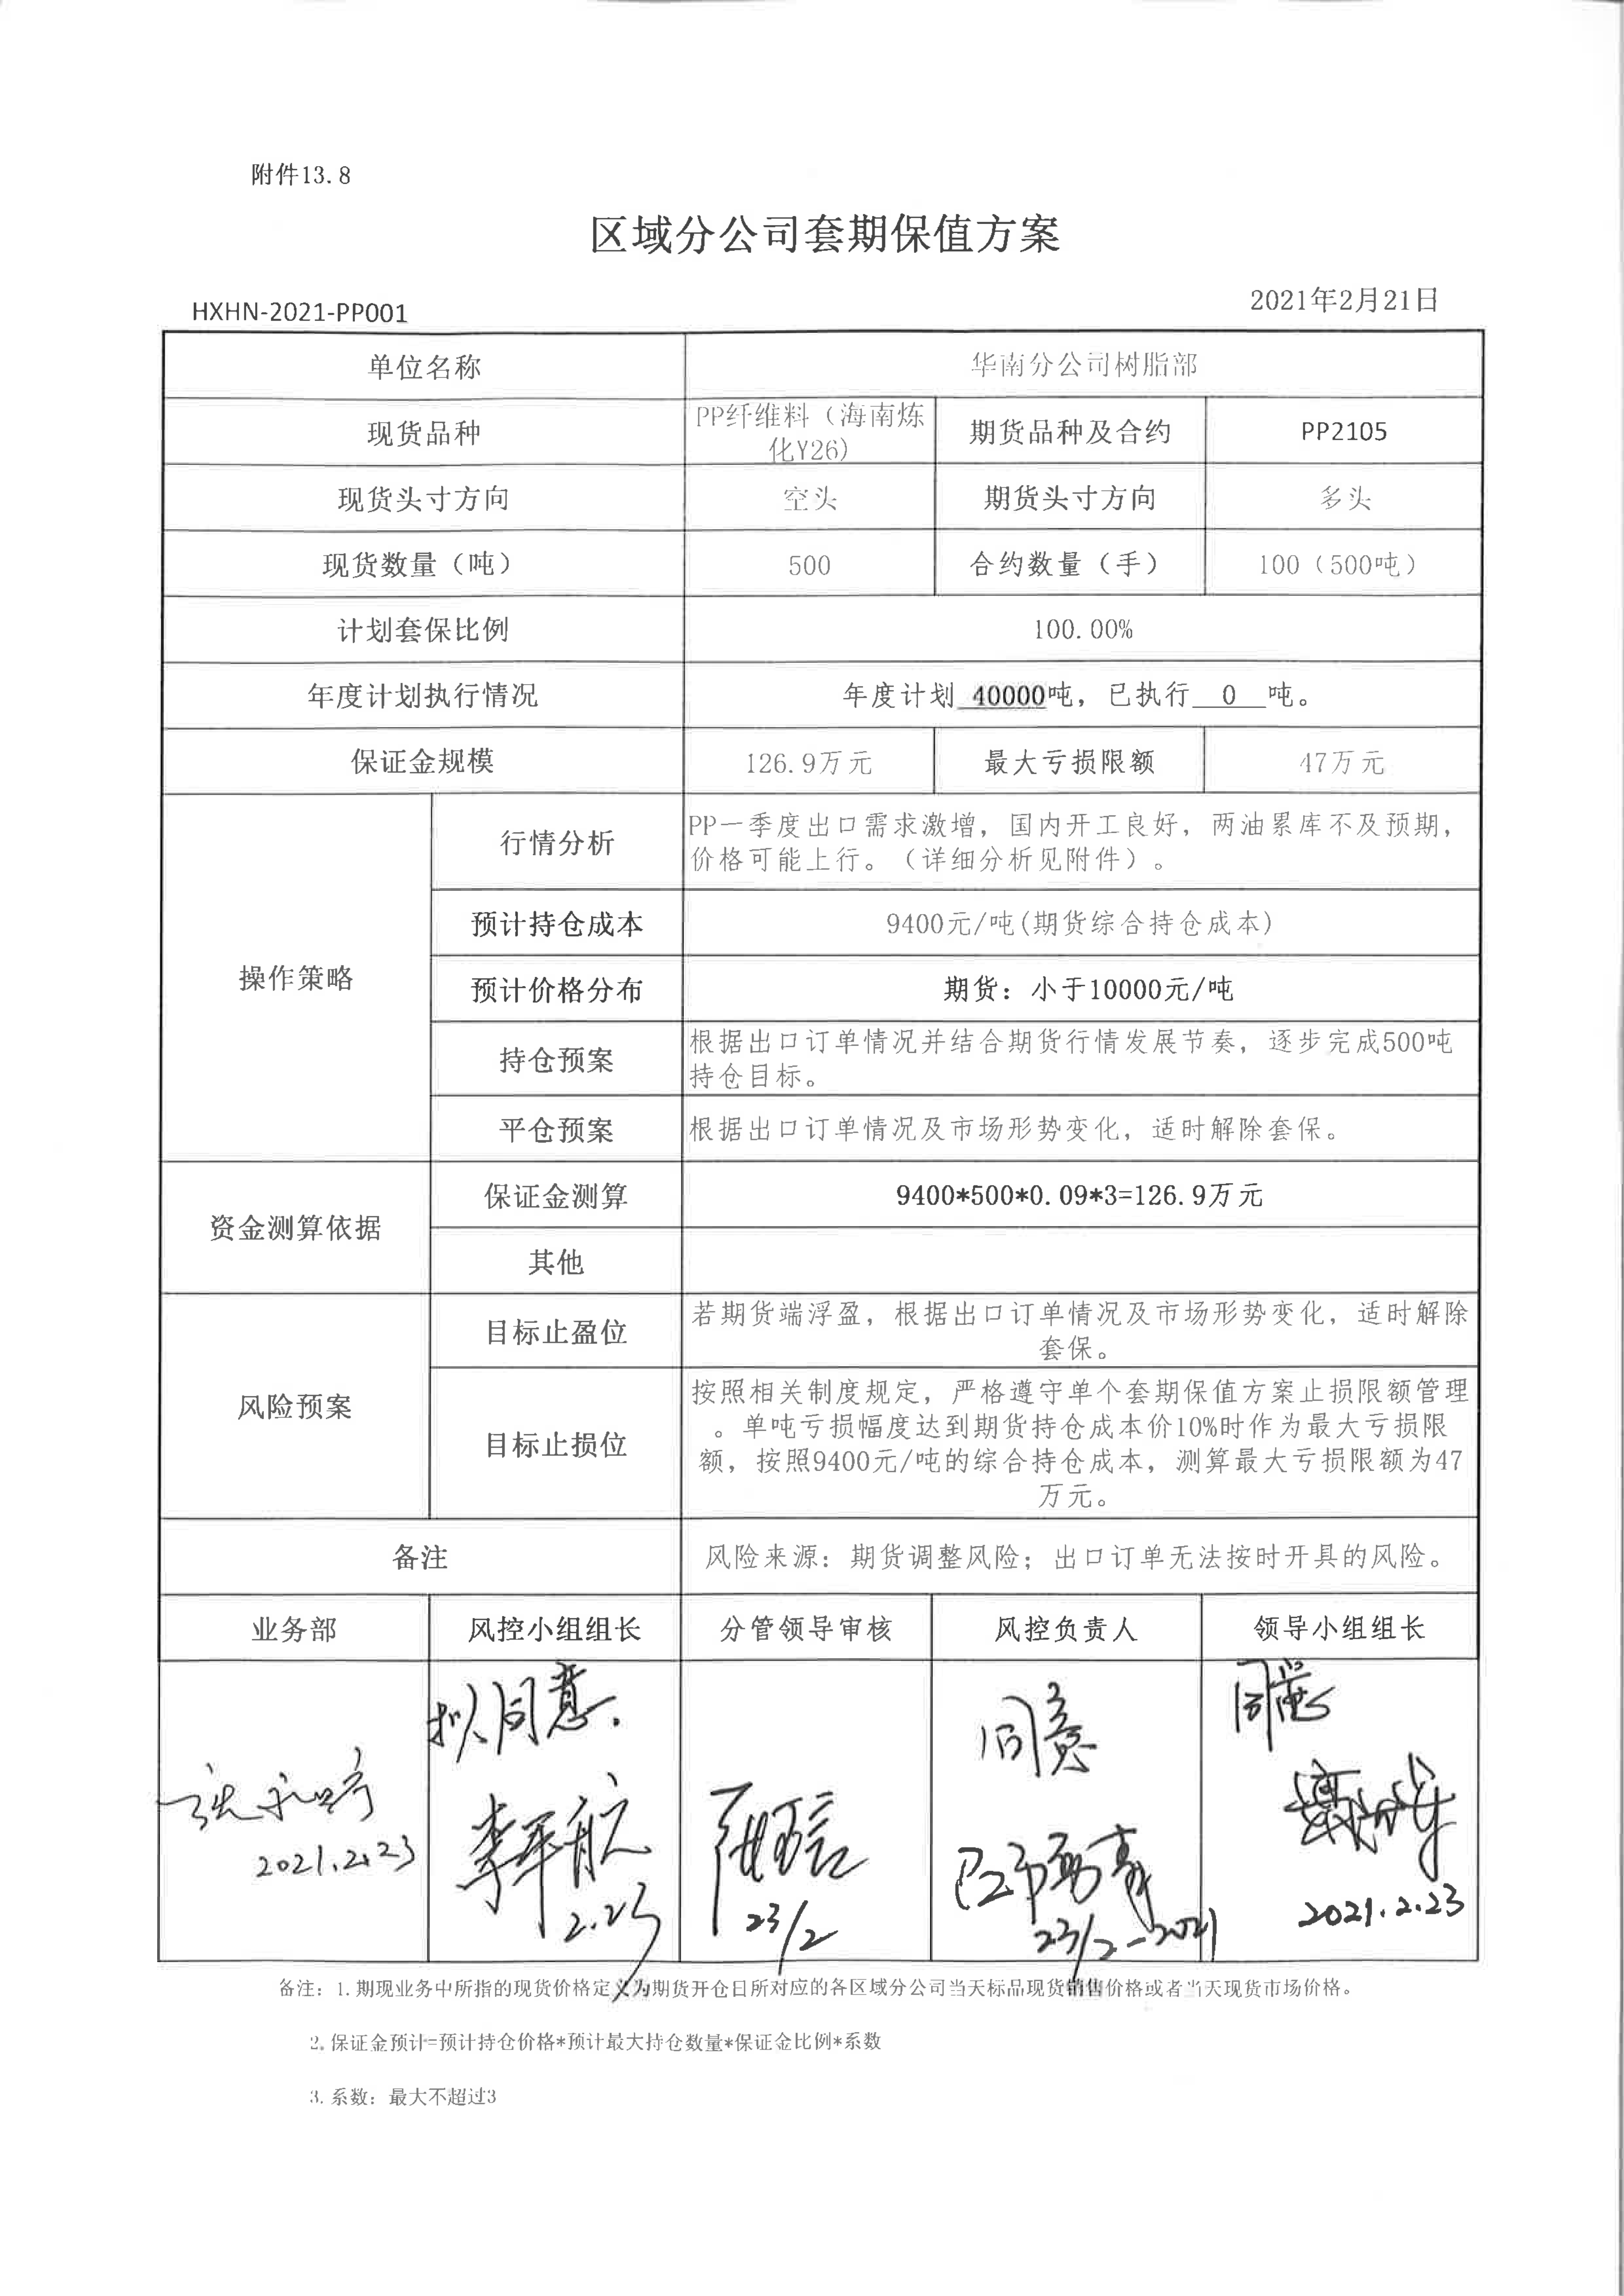 附件13.8
区域分公司套期保值方案
HXHN-2021-PP001
2021年2月21日
单位名称
华南分公司树脂部
现货品种
PP纤维料（海南炼
化Y26)
期货品种及合约
PP2105
现货头寸方向
空头
期货头寸方向
多头
现货数量（吨）
500
合约数量（手）
100（500吨）
计划套保比例
100.00%
年度计划执行情况
年度计划 40000吨，已执行 0 吨。
保证金规模
126.9万元
最大亏损限额
47万元
操作策略
行情分析
PP一季度出口需求激增，国内开工良好，两油累库不及预期，
价格可能上行。（详细分析见附件）。
预计持仓成本
9400元/吨(期货综合持仓成本)
预计价格分布
期货：小于10000元/吨
持仓预案
根据出口订单情况并结合期货行情发展节奏，逐步完成500吨
持仓目标。
平仓预案
根据出口订单情况及市场形势变化，适时解除套保。
资金测算依据
保证金测算
9400*500*0.09*3=126.9万元
其他
风险预案
目标止盈位
若期货端浮盈，根据出口订单情况及市场形势变化，适时解除
套保。
目标止损位
按照相关制度规定，严格遵守单个套期保值方案止损限额管理
。单吨亏损幅度达到期货持仓成本价10%时作为最大亏损限
额，按照9400元/吨的综合持仓成本，测算最大亏损限额为47
万元。
备注
风险来源：期货调整风险；出口订单无法按时开具的风险。
业务部
风控小组组长
分管领导审核
风控负责人
领导小组组长
2021.2.23
拟同意.
2.23
23/2
同意
23/2-2021
同意
2021.2.23
备注：1.期现业务中所指的现货价格定义为期货开仓日所对应的各区域分公司当天标品现货销售价格或者当天现货市场价格。
2.保证金预计=预计持仓价格*预计最大持仓数量*保证金比例*系数
3.系数：最大不超过3